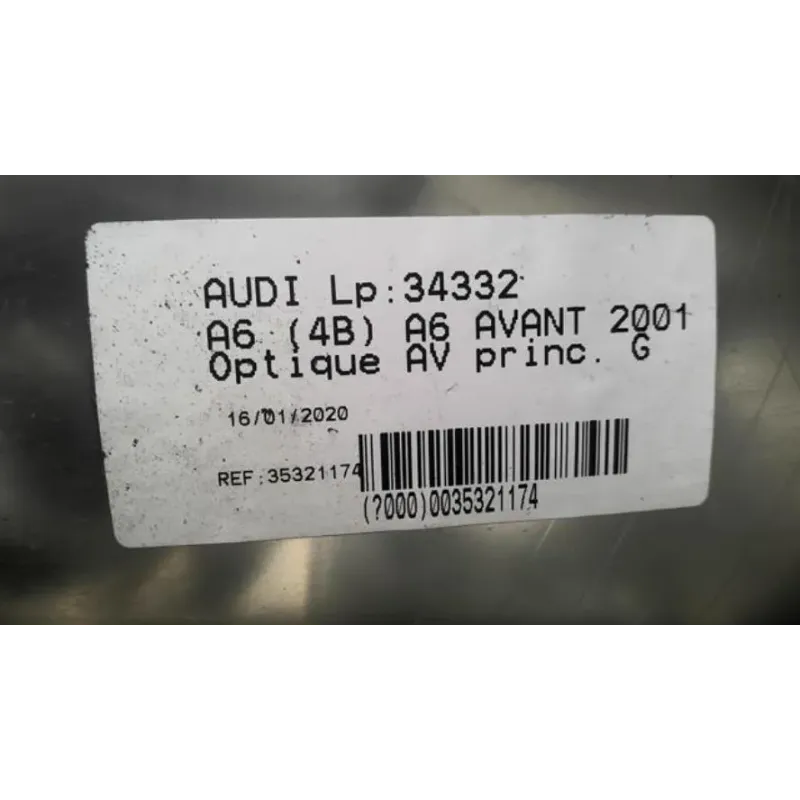 AUDI Lp:34332
A6 (4B) A6 AVANT 2001
Optique AV princ. G
16/01/2020
REF:35321174
(?000)0035321174